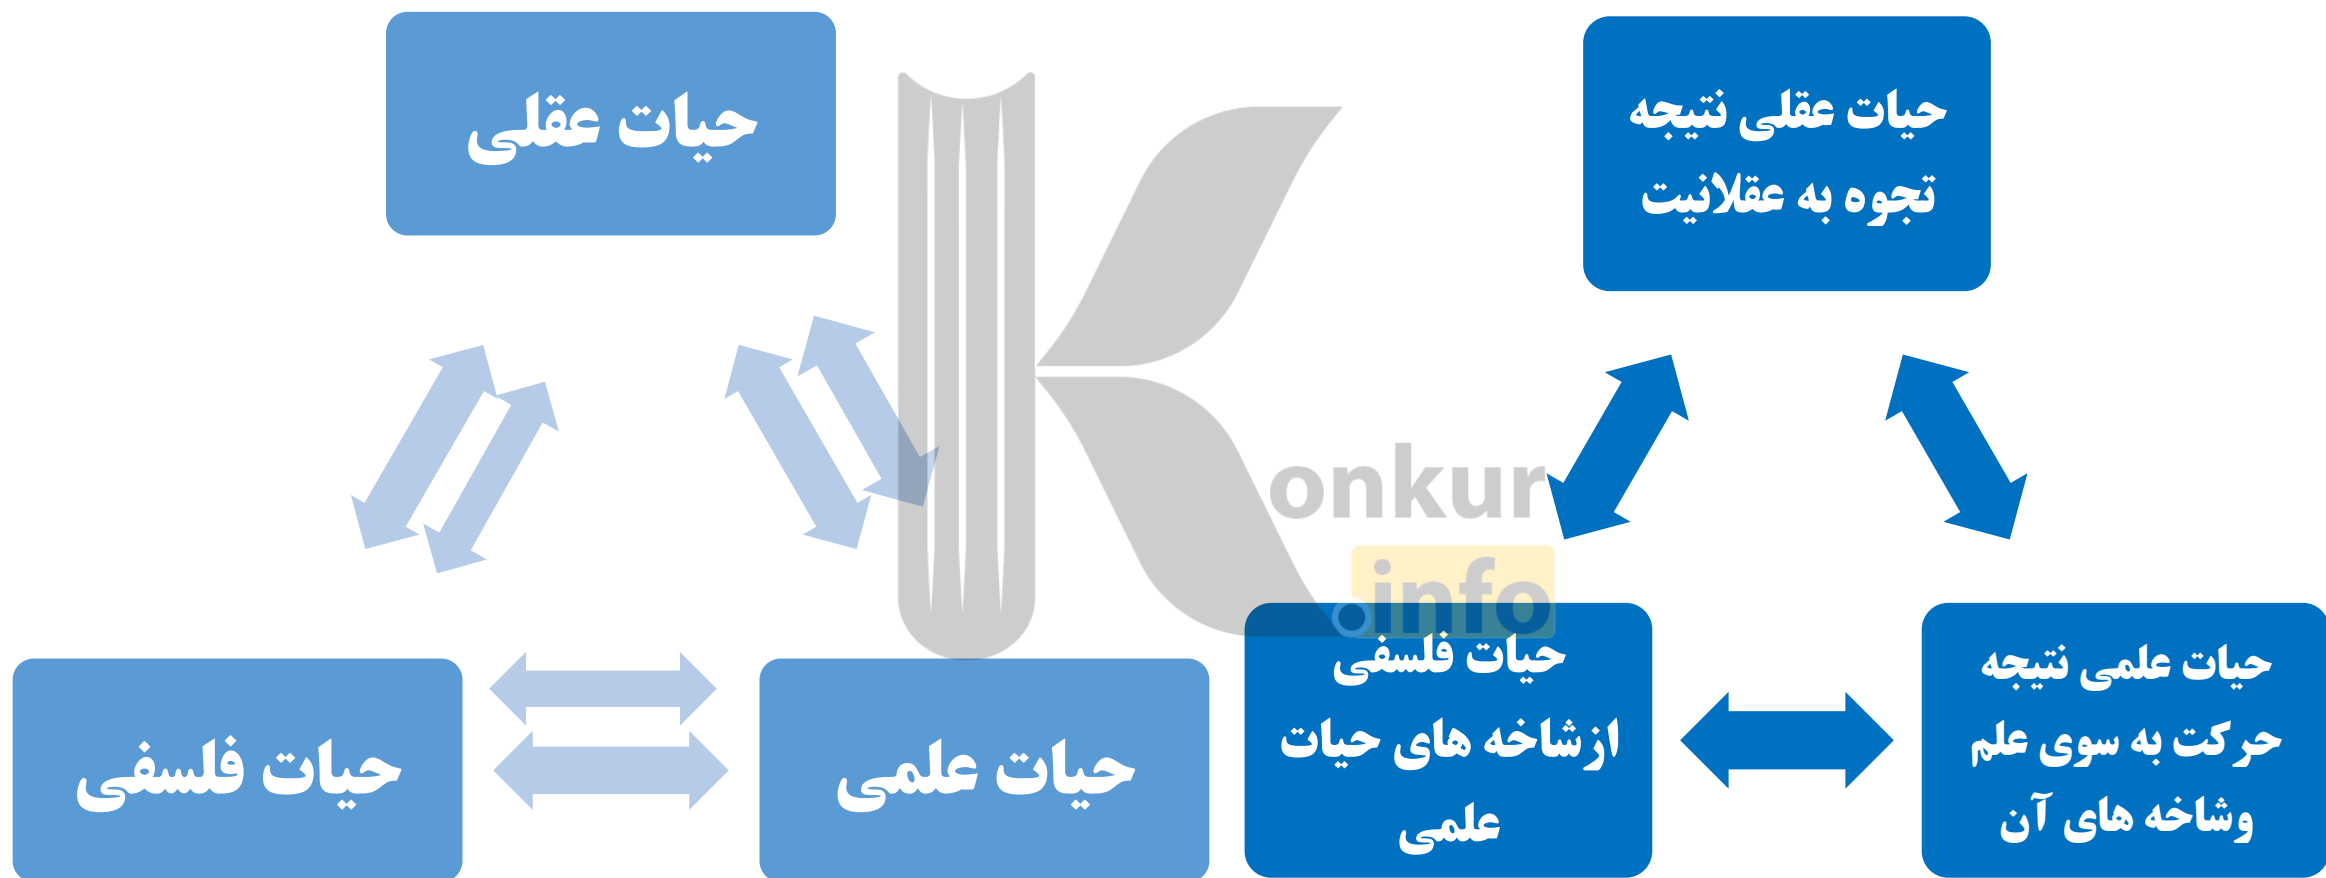 حیات عقلی نتیجه
تجوه به عقلانیت
حیات علمی نتیجه
حرکت به سوی علم
وشاخه های آن
حیات فلسفی
ازشاخه های حیات
علمی
حیات عقلی
حیات علمی
حیات فلسفی
onkur
.info